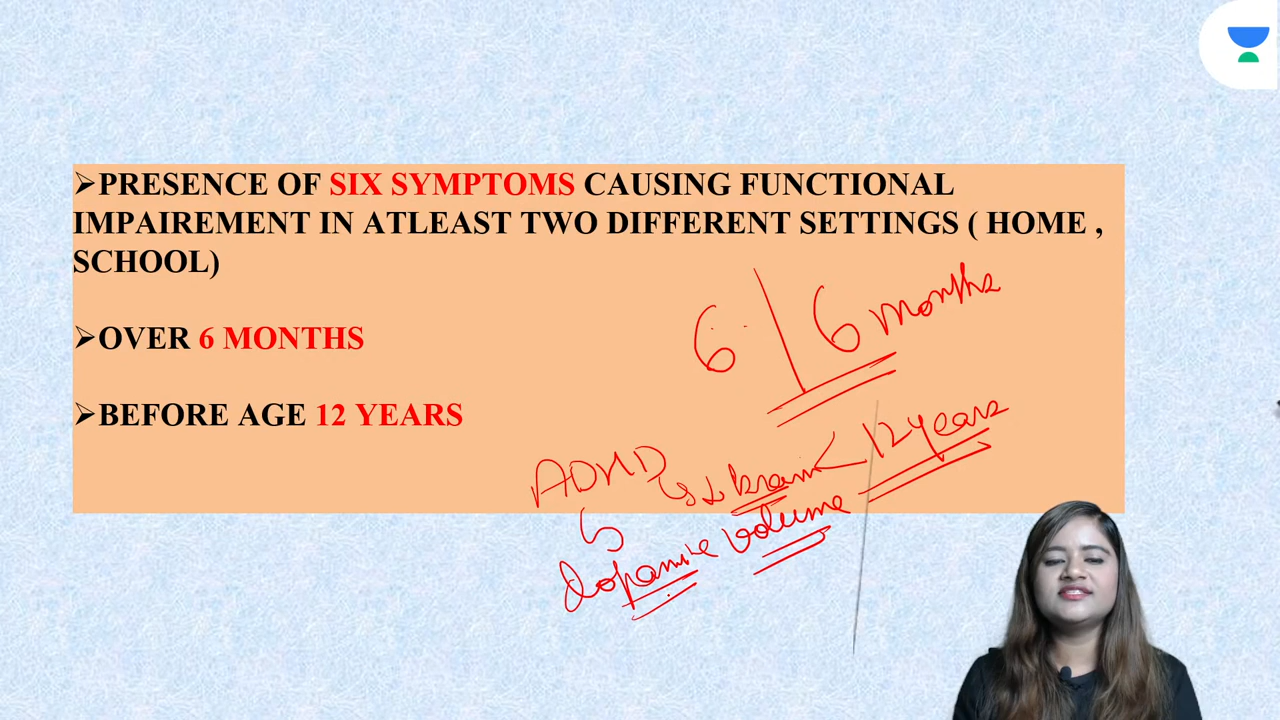 ➢PRESENCE OF SIX SYMPTOMS CAUSING FUNCTIONAL
IMPAIREMENT IN ATLEAST TWO DIFFERENT SETTINGS ( HOME ,
SCHOOL)
➢OVER 6 MONTHS
➢BEFORE AGE 12 YEARS
6 | 6 months
< 12 years
ADHD
↓ brain
volume
dopamine